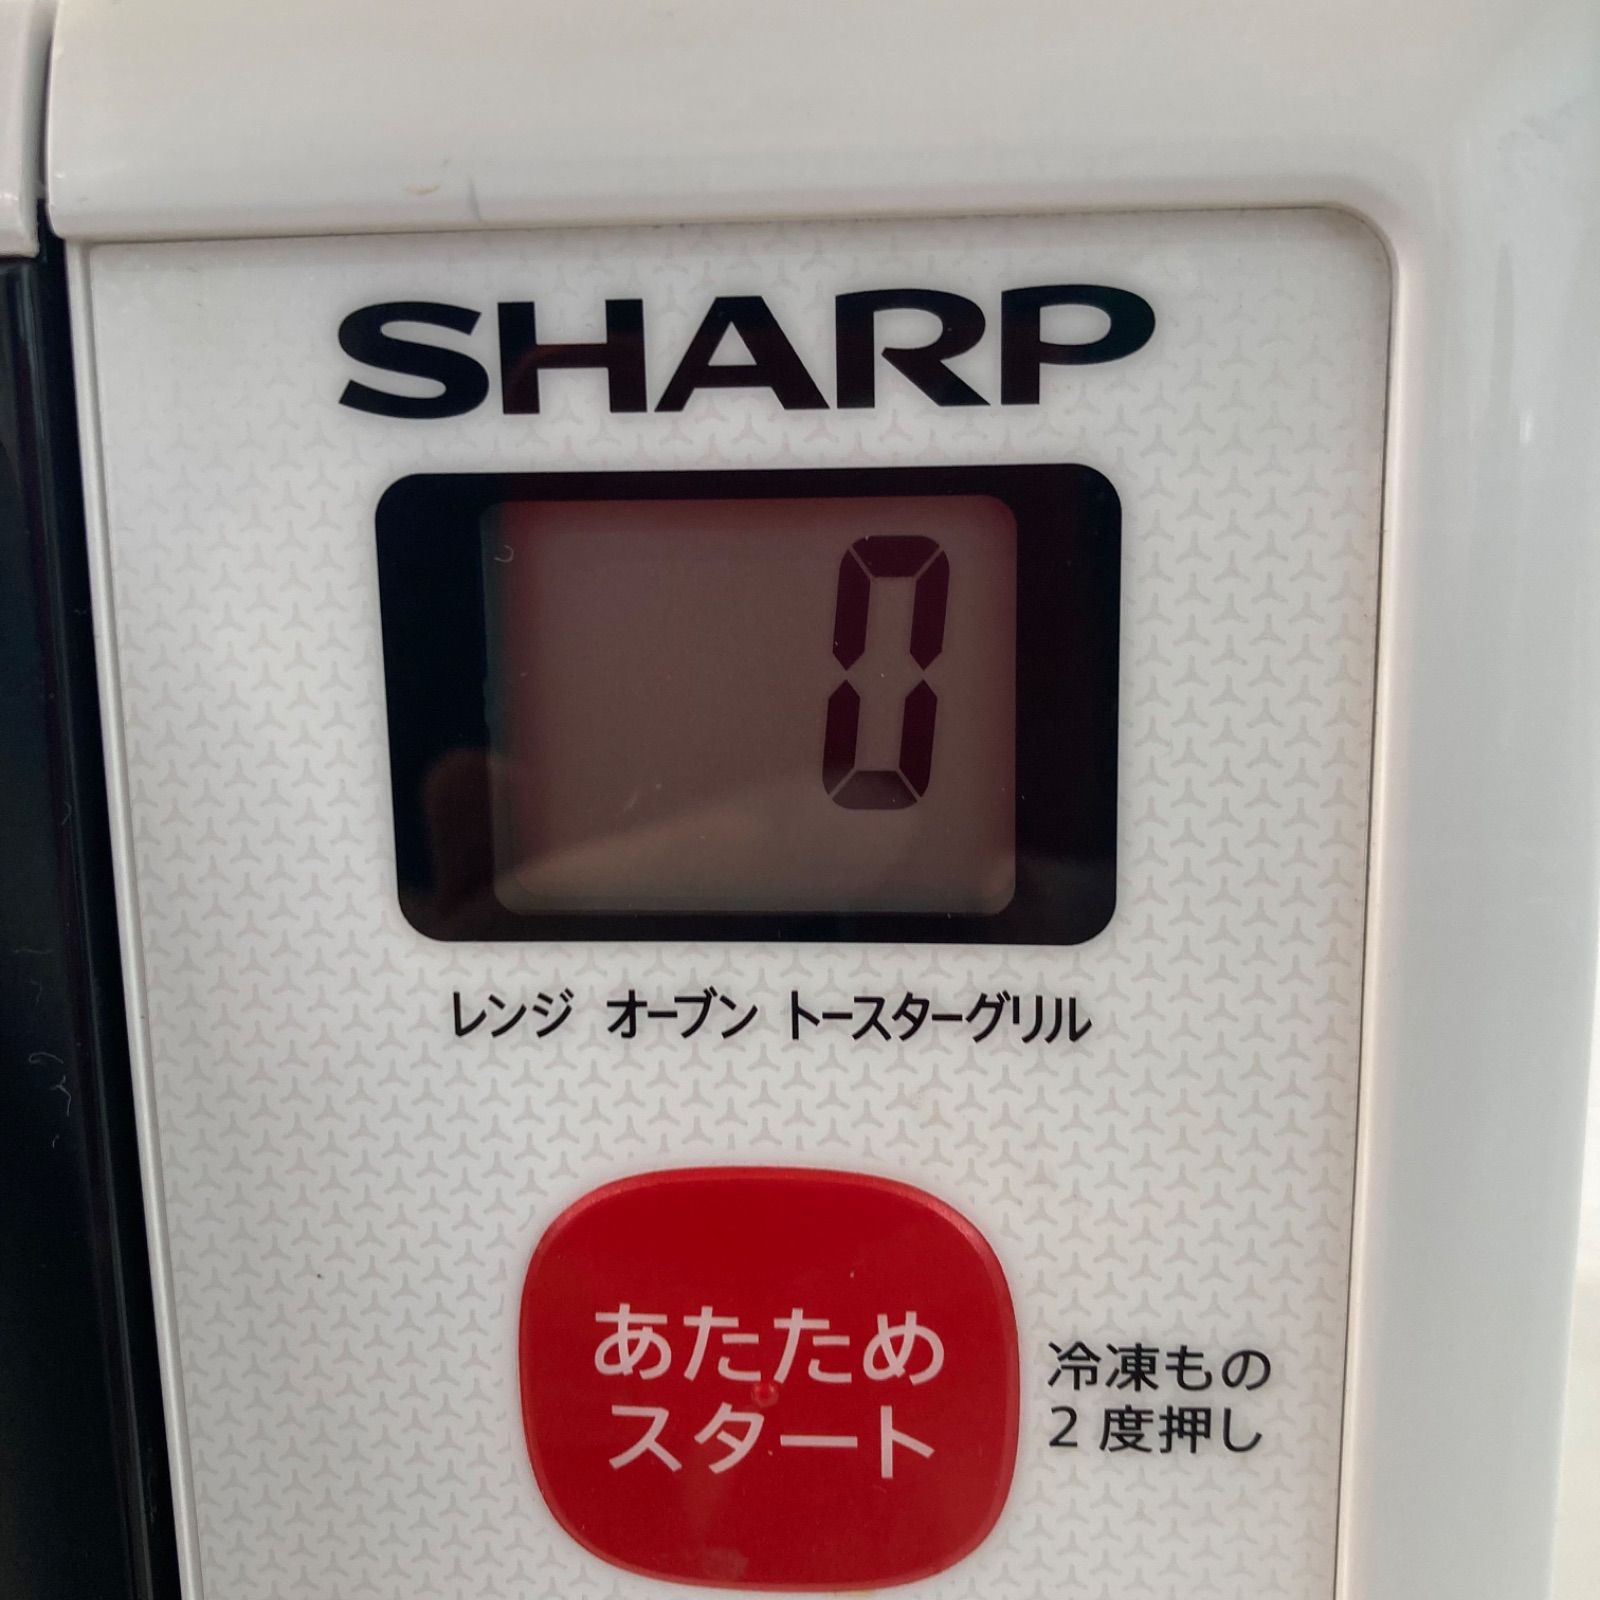 SHARP
0
レンジ オーブン トースターグリル
あたため
スタート
冷凍もの
2度押し